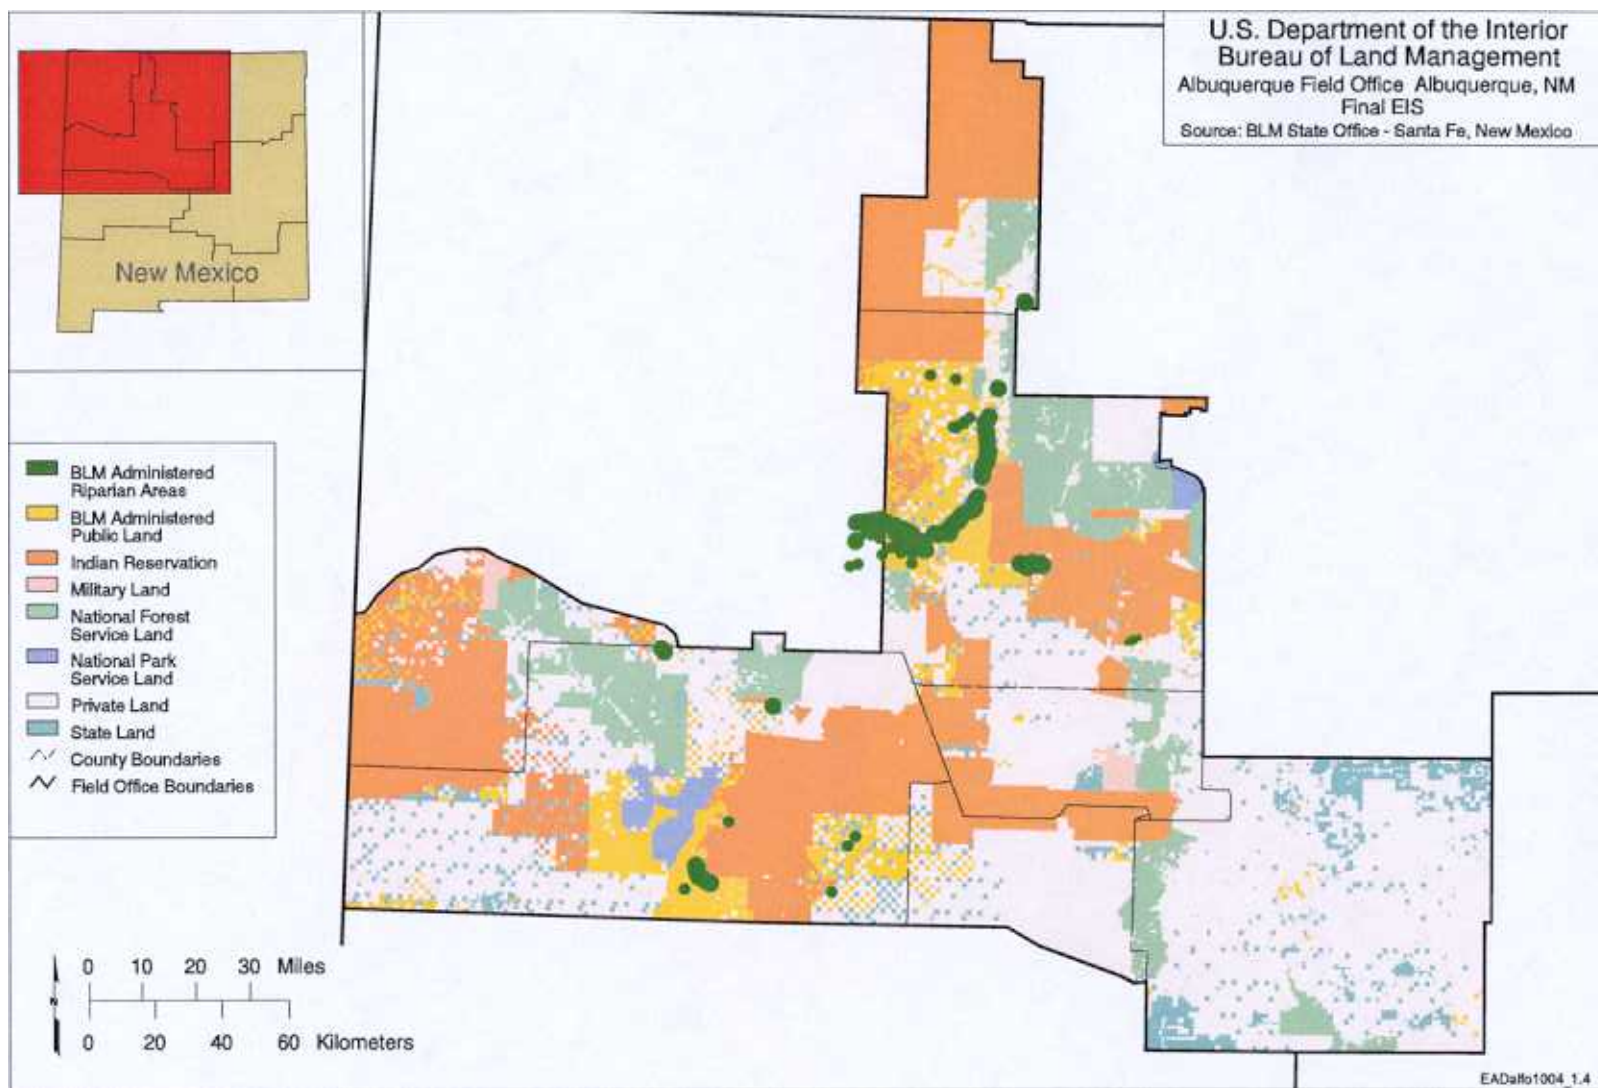 U.S. Department of the Interior
Bureau of Land Management
Albuquerque Field Office Albuquerque, NM
Final EIS
Source: BLM State Office - Santa Fe, New Mexico
New Mexico
BLM Administered
Riparian Areas
BLM Administered
Public Land
Indian Reservation
Military Land
National Forest
Service Land
National Park
Service Land
Private Land
State Land
County Boundaries
Field Office Boundaries
0 10 20 30 Miles
N
0 20 40 60 Kilometers
EADalfo1004_1.4